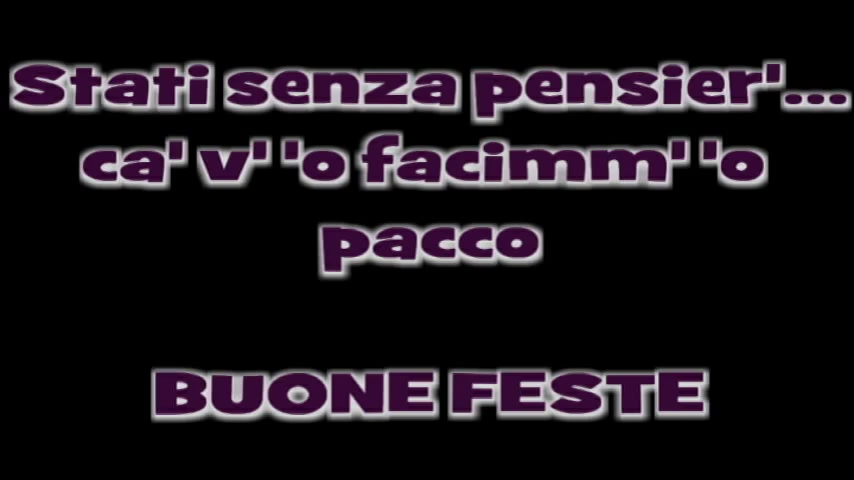 Stati senza pensier'...
ca' v' 'o facimm' 'o
pacco
BUONE FESTE